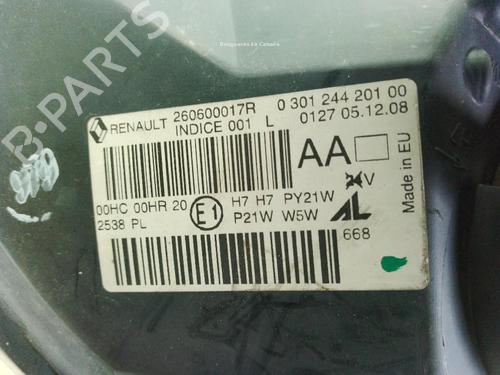 Desguaces La Cañada
B-PARTS
RENAULT 260600017R 0 301 244 201 00
INDICE 001 L 0127 05.12.08
AA
00HC 00HR 20 E1 H7 H7 PY21W V
2538 PL P21W W5W AL
668
Made in EU